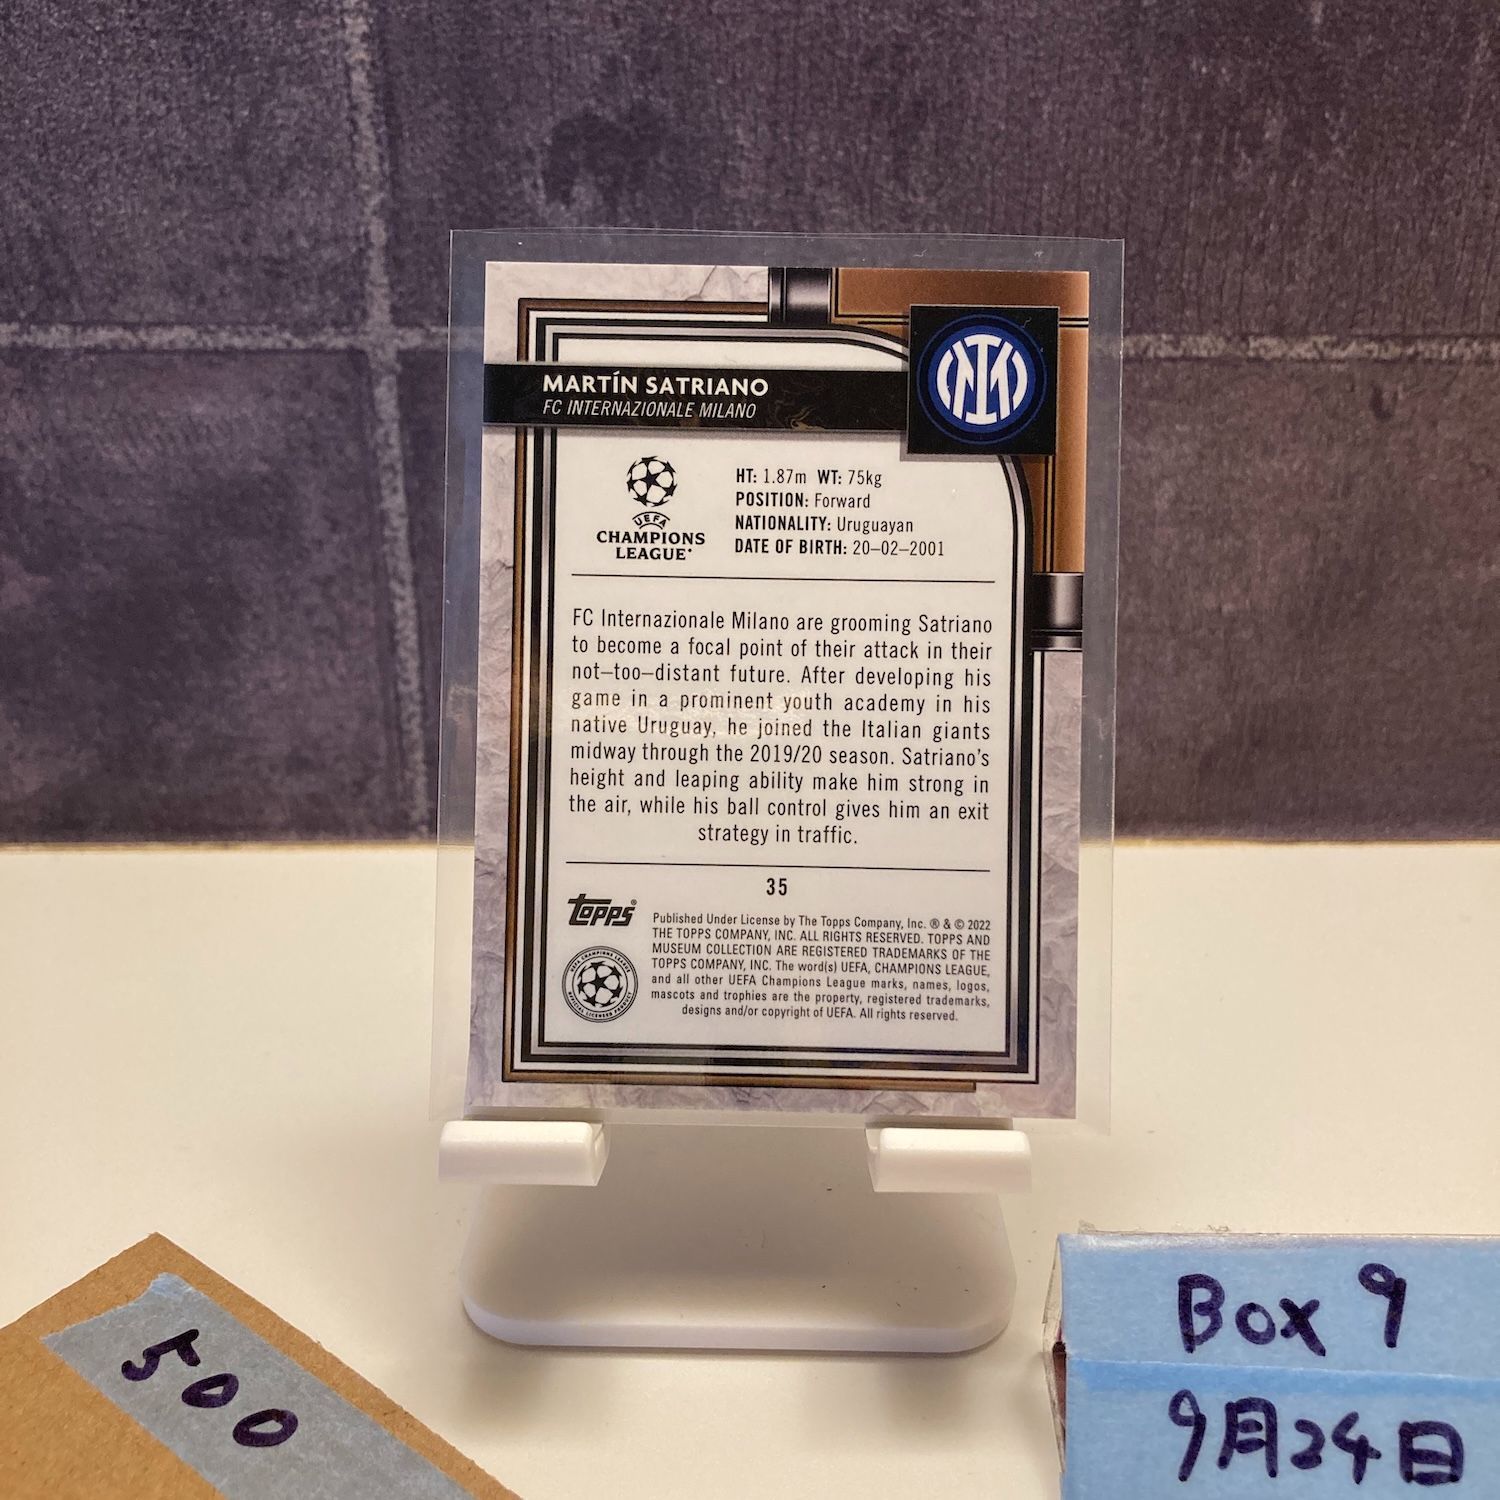 MARTÍN SATRIANO
FC INTERNAZIONALE MILANO
UEFA
CHAMPIONS
LEAGUE
HT: 1.87m WT: 75kg
POSITION: Forward
NATIONALITY: Uruguayan
DATE OF BIRTH: 20–02–2001
FC Internazionale Milano are grooming Satriano
to become a focal point of their attack in their
not–too–distant future. After developing his
game in a prominent youth academy in his
native Uruguay, he joined the Italian giants
midway through the 2019/20 season. Satriano's
height and leaping ability make him strong in
the air, while his ball control gives him an exit
strategy in traffic.
35
topps®
Published Under License by The Topps Company, Inc. ® & © 2022
THE TOPPS COMPANY, INC. ALL RIGHTS RESERVED. TOPPS AND
MUSEUM COLLECTION ARE REGISTERED TRADEMARKS OF THE
TOPPS COMPANY, INC. The word(s) UEFA, CHAMPIONS LEAGUE,
and all other UEFA Champions League marks, names, logos,
mascots and trophies are the property, registered trademarks,
designs and/or copyright of UEFA. All rights reserved.
UEFA CHAMPIONS LEAGUE
OFFICIAL LICENSED PRODUCT
500
Box 9
9月24日